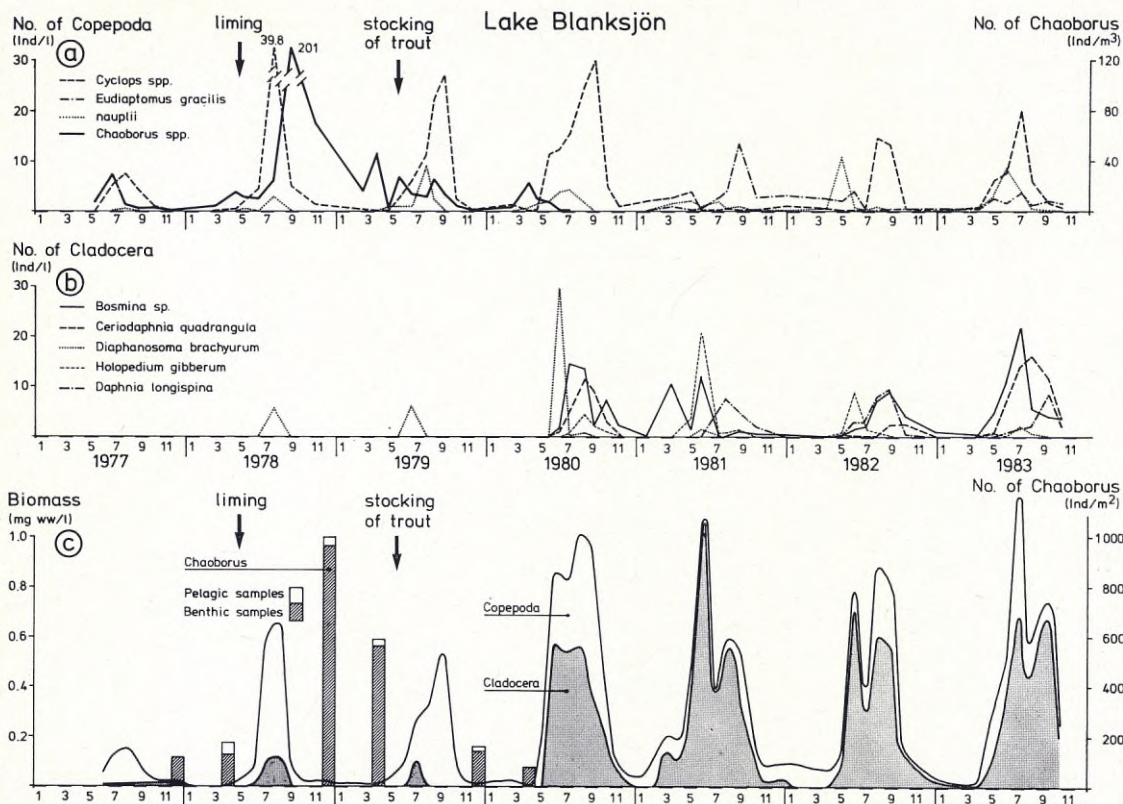 Lake Blanksjön
No. of Copepoda
(Ind/l)
liming
stocking
of trout
No. of Chaoborus
(Ind/m³)
a
39.8
201
30
20
10
120
80
40
Cyclops spp.
Eudiaptomus gracilis
nauplii
Chaoborus spp.
1 3 5 7 9 11 1 3 5 7 9 11 1 3 5 7 9 11 1 3 5 7 9 11 1 3 5 7 9 11 1 3 5 7 9 11 1 3 5 7 9 11
No. of Cladocera
(Ind/l)
b
30
20
10
Bosmina sp.
Ceriodaphnia quadrangula
Diaphanosoma brachyurum
Holopedium gibberum
Daphnia longispina
1 3 5 7 9 11 1 3 5 7 9 11 1 3 5 7 9 11 1 3 5 7 9 11 1 3 5 7 9 11 1 3 5 7 9 11 1 3 5 7 9 11
1977 1978 1979 1980 1981 1982 1983
Biomass
(mg ww/l)
liming
stocking
of trout
No. of Chaoborus
(Ind/m²)
c
1.0
0.8
0.6
0.4
0.2
1000
800
600
400
200
Chaoborus
Pelagic samples
Benthic samples
Copepoda
Cladocera
1 3 5 7 9 11 1 3 5 7 9 11 1 3 5 7 9 11 1 3 5 7 9 11 1 3 5 7 9 11 1 3 5 7 9 11 1 3 5 7 9 11